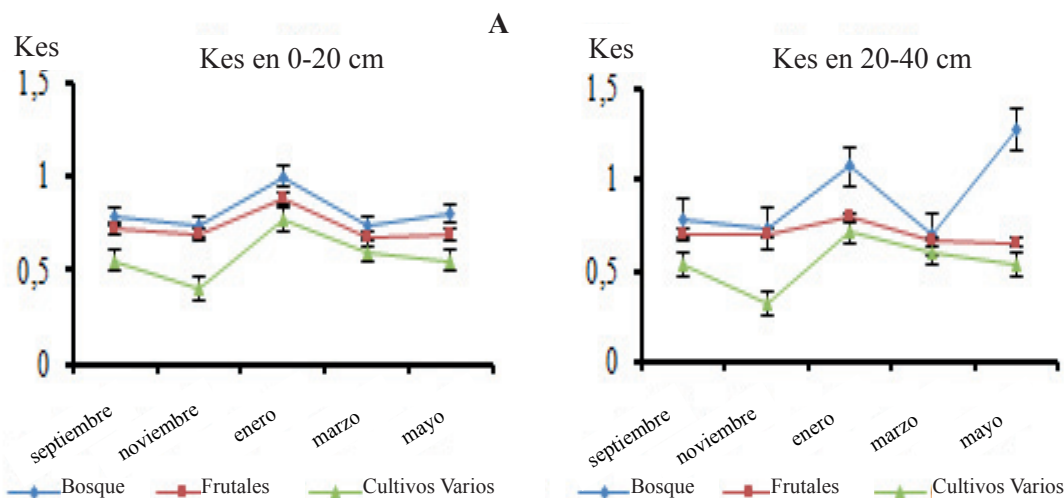 A
Kes
Kes en 0-20 cm
1,5
1
0,5
0
septiembre
noviembre
enero
marzo
mayo
Bosque
Frutales
Cultivos Varios
Kes
Kes en 20-40 cm
1,5
1
0,5
0
septiembre
noviembre
enero
marzo
mayo
Bosque
Frutales
Cultivos Varios